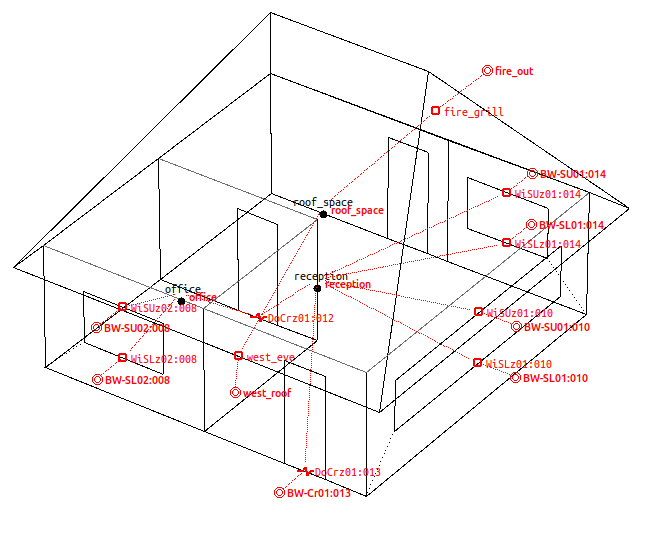 fire_out
fire_grill
BW-SU01:014
WiSUz01:014
roof_space
roof_space
BW-SL01:014
WiSLz01:014
reception
reception
office
office
WiSUz02:008
DoCrz01:012
WiSUz01:010
BW-SU02:008
BW-SU01:010
WiSLz02:008
west_eve
WiSLz01:010
BW-SL02:008
BW-SL01:010
west_roof
DoCrz01:013
BW-Cr01:013